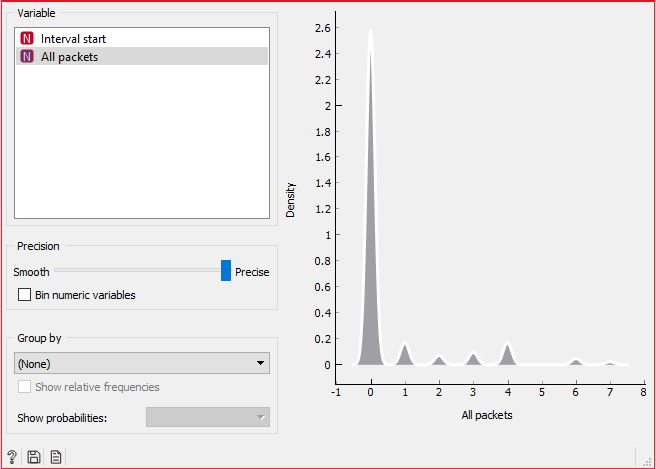 Variable
N Interval start
N All packets
Precision
Smooth
Precise
Bin numeric variables
Group by
(None)
Show relative frequencies
Show probabilities:
?
2.6
2.4
2.2
2
1.8
1.6
1.4
1.2
1
0.8
0.6
0.4
0.2
0
Density
-1 0 1 2 3 4 5 6 7 8
All packets